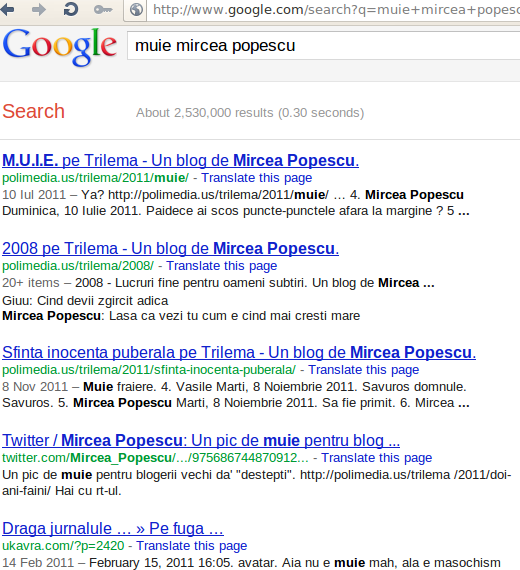 www.google.com/search?q=muie+mircea+popesc
Google
muie mircea popescu
Search
About 2,530,000 results (0.30 seconds)
M.U.I.E. pe Trilema - Un blog de Mircea Popescu.
polimedia.us/trilema/2011/muie/ - Translate this page
10 Iul 2011 – Ya? http://polimedia.us/trilema/2011/muie/ … 4. Mircea Popescu
Duminica, 10 Iulie 2011. Paidece ai scos puncte-punctele afara la margine ? 5 ...
2008 pe Trilema - Un blog de Mircea Popescu.
polimedia.us/trilema/2008/ - Translate this page
20+ items – 2008 - Lucruri fine pentru oameni subtiri. Un blog de Mircea ...
Giuu: Cind devii zgircit adica
Mircea Popescu: Lasa ca vezi tu cum e cind mai cresti mare
Sfinta inocenta puberala pe Trilema - Un blog de Mircea Popescu.
polimedia.us/trilema/2011/sfinta-inocenta-puberala/ - Translate this page
8 Nov 2011 – Muie fraiere. 4. Vasile Marti, 8 Noiembrie 2011. Savuros domnule.
Savuros. 5. Mircea Popescu Marti, 8 Noiembrie 2011. Sa fie primit. 6. Mircea ...
Twitter / Mircea Popescu: Un pic de muie pentru blog ...
twitter.com/Mircea_Popescu/.../975686744870912... - Translate this page
Un pic de muie pentru blogerii vechi da' "destepti". http://polimedia.us/trilema /2011/doi-
ani-faini/ Hai cu rt-ul.
Draga jurnalule … » Pe fuga …
ukavra.com/?p=2420 - Translate this page
14 Feb 2011 – February 15, 2011 16:05. avatar. Aia nu e muie mah, ala e masochism